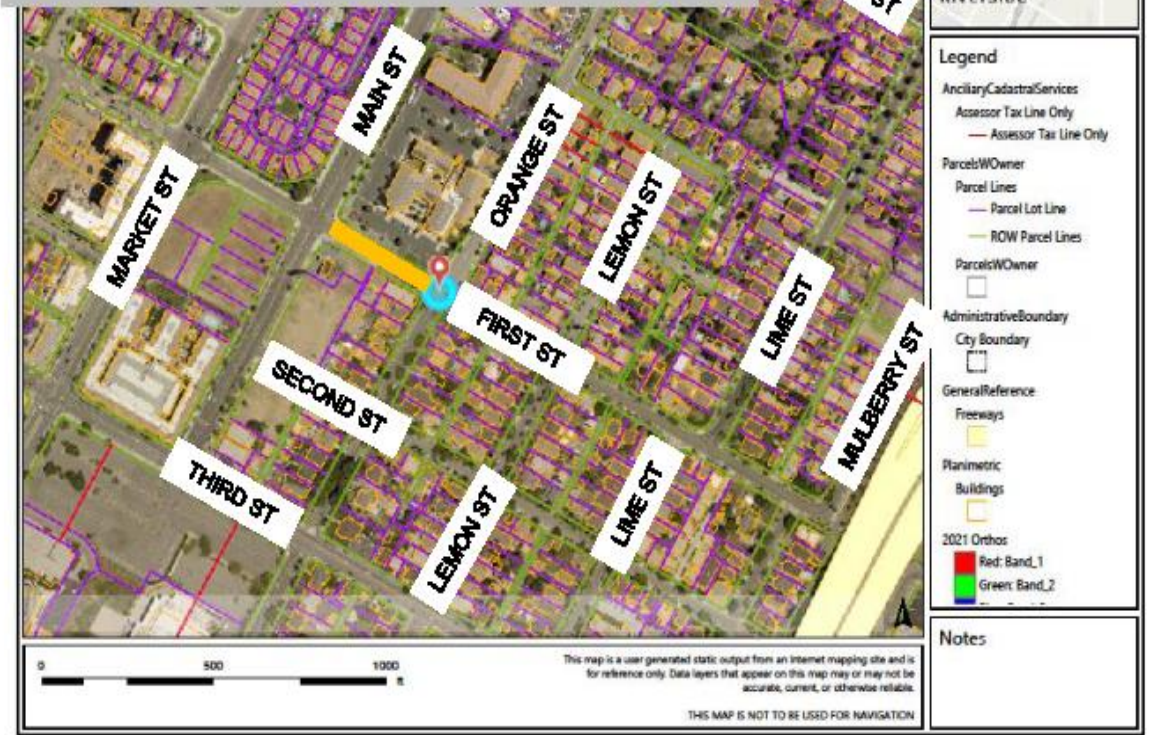 MAIN ST
ORANGE ST
LEMON ST
MARKET ST
LIME ST
FIRST ST
MULBERRY ST
SECOND ST
THIRD ST
LEMON ST
LIME ST
ST
Legend
AncillaryCadastralServices
Assessor Tax Line Only
Assessor Tax Line Only
ParcelsWOwner
Parcel Lines
Parcel Lot Line
ROW Parcel Lines
ParcelsWOwner
AdministrativeBoundary
City Boundary
GeneralReference
Freeways
Planimetric
Buildings
2021 Orthos
Red: Band_1
Green: Band_2
Notes
0 500 1000
ft
This map is a user generated static output from an Internet mapping site and is
for reference only. Data layers that appear on this map may or may not be
accurate, current, or otherwise reliable.
THIS MAP IS NOT TO BE USED FOR NAVIGATION